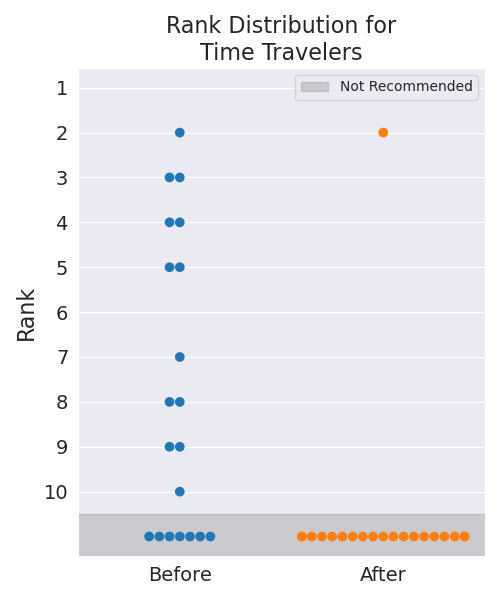 Rank Distribution for
Time Travelers
Not Recommended
1
2
3
4
5
6
7
8
9
10
Rank
Before
After